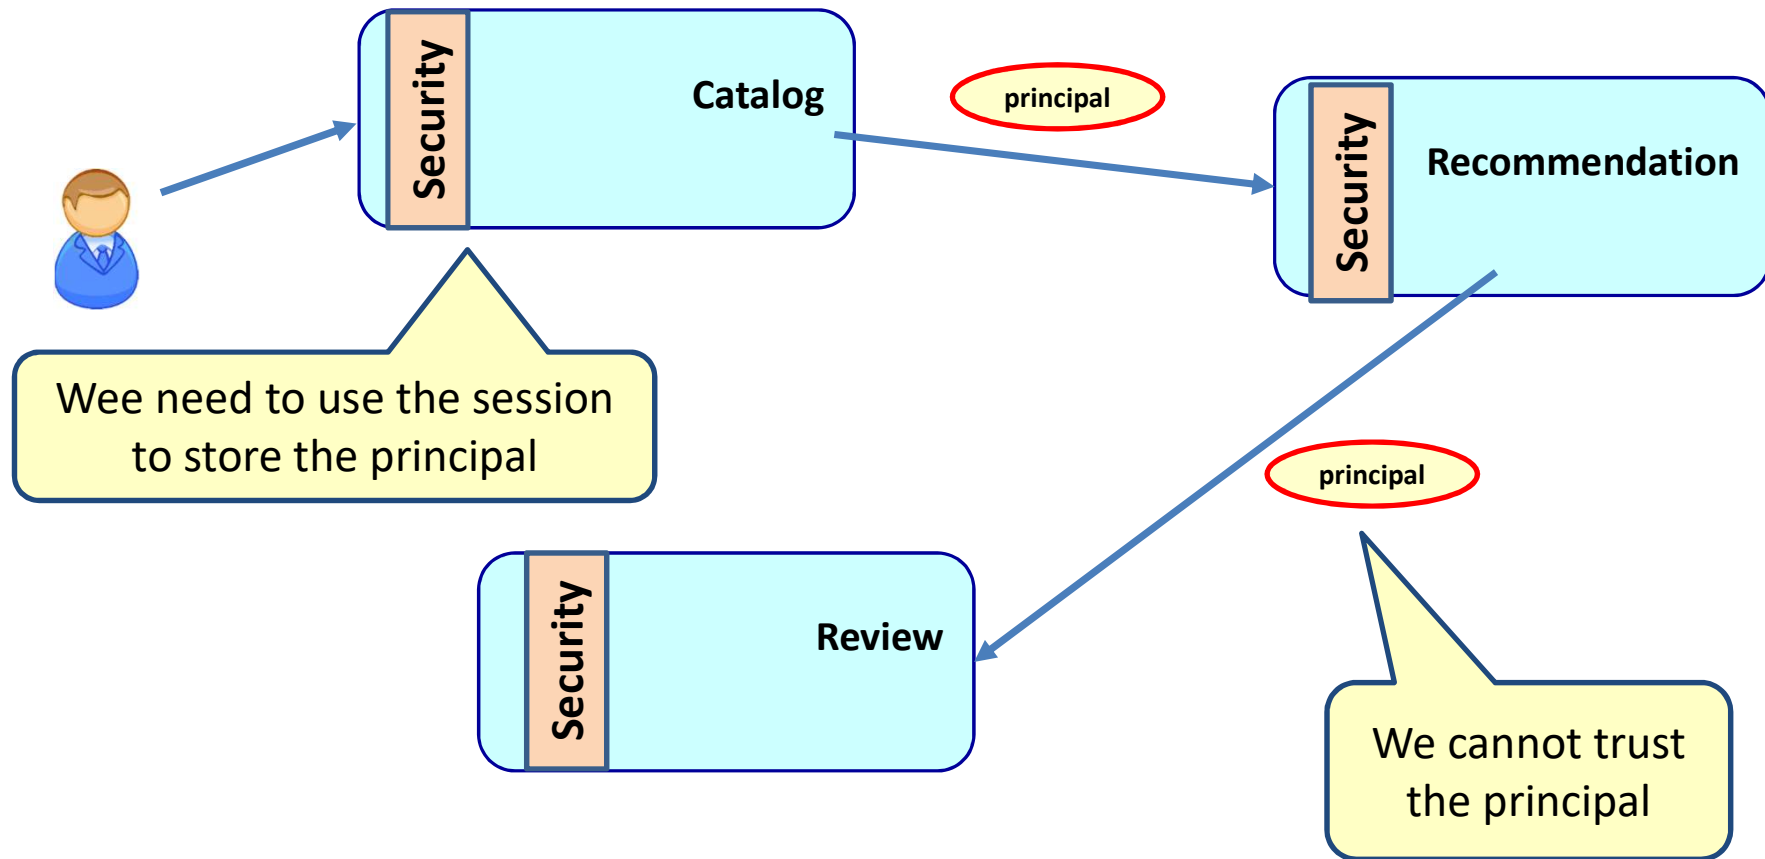 Security
Catalog
principal
Security
Recommendation
Wee need to use the session
to store the principal
principal
Security
Review
We cannot trust
the principal